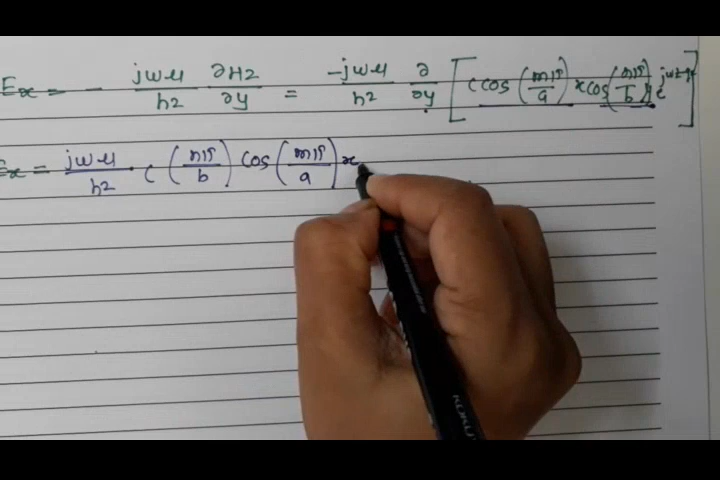 Ex = - jωμ/h2 ∂Hz/∂y = -jωμ/h2 ∂/∂y [ C cos (mπ/a) x cos (nπ/b) y e^jωt-γz ]
Ex = jωμ/h2 . C (nπ/b) cos (mπ/a) x